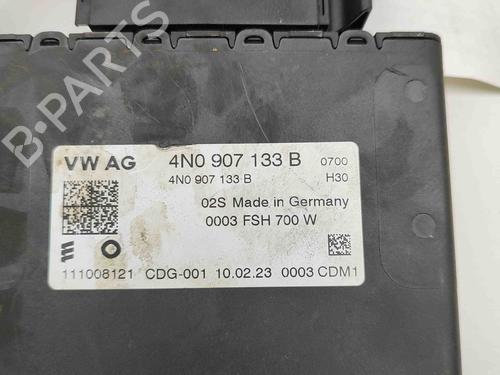 B-PARTS
VW AG
4N0 907 133 B 0700
4N0 907 133 B H30
02S Made in Germany
0003 FSH 700 W
111008121 CDG-001 10.02.23 0003 CDM1